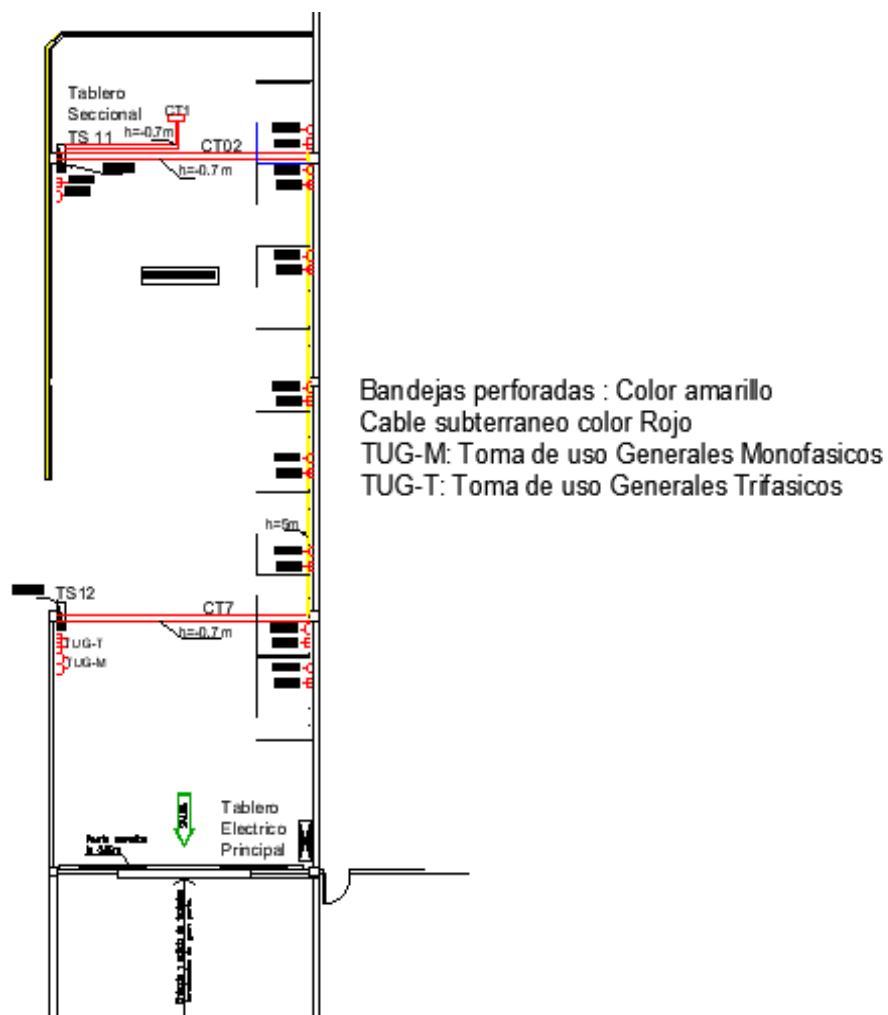 Tablero
Seccional
TS 11
CT1
h=-0.7m
CT02
h=-0.7 m
Bandejas perforadas : Color amarillo
Cable subterraneo color Rojo
TUG-M: Toma de uso Generales Monofasicos
TUG-T: Toma de uso Generales Trifasicos
h=5m
TS12
CT7
h=-0.7 m
TUG-T
TUG-M
Tablero
Electrico
Principal